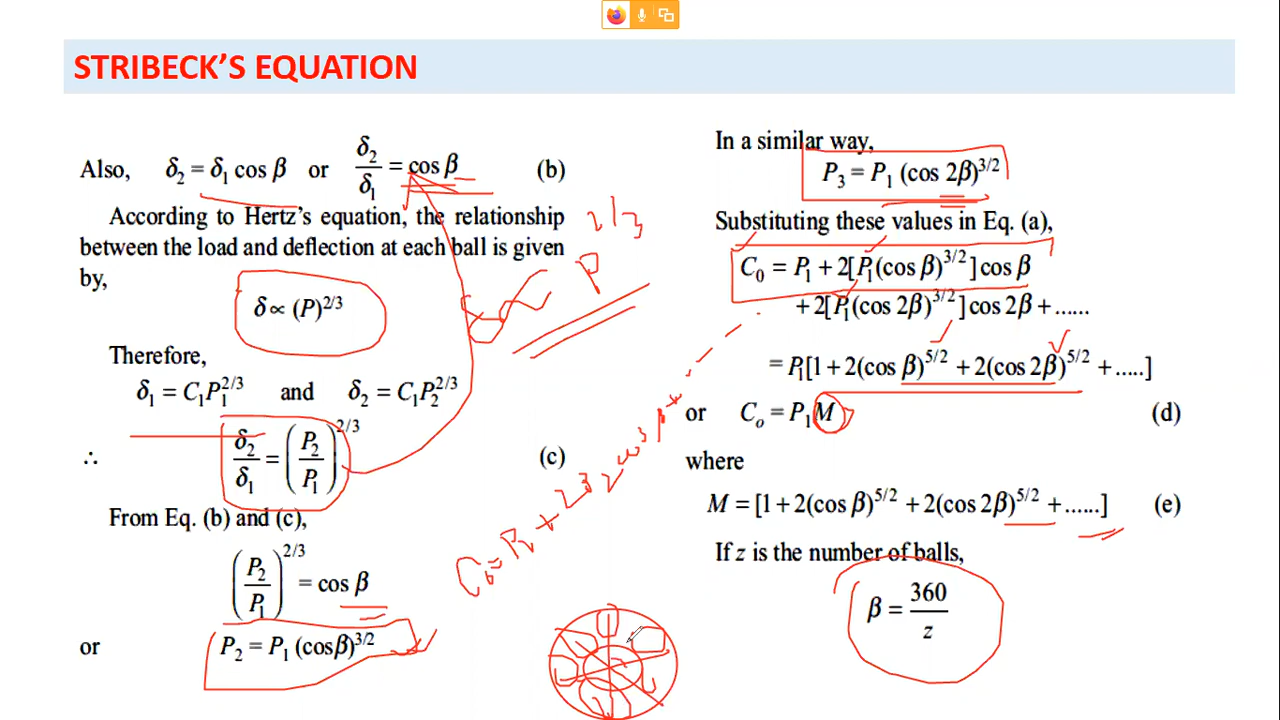 STRIBECK'S EQUATION
Also, δ₂ = δ₁ cos β or δ₂/δ₁ = cos β (b)
According to Hertz's equation, the relationship
between the load and deflection at each ball is given
by,
δ ∝ (P)^2/3
∝ P^2/3
Therefore,
δ₁ = C₁P₁^2/3 and δ₂ = C₁P₂^2/3
∴ δ₂/δ₁ = (P₂/P₁)^2/3 (c)
From Eq. (b) and (c),
(P₂/P₁)^2/3 = cos β
or P₂ = P₁ (cosβ)^3/2
In a similar way,
P₃ = P₁ (cos 2β)^3/2
Substituting these values in Eq. (a),
C₀ = P₁ + 2[P₁(cos β)^3/2] cos β
+ 2[P₁(cos 2β)^3/2] cos 2β + ......
= P₁[1 + 2(cos β)^5/2 + 2(cos 2β)^5/2 + .....]
or Cₒ = P₁M (d)
where
M = [1 + 2(cos β)^5/2 + 2(cos 2β)^5/2 + ......] (e)
If z is the number of balls,
β = 360/z